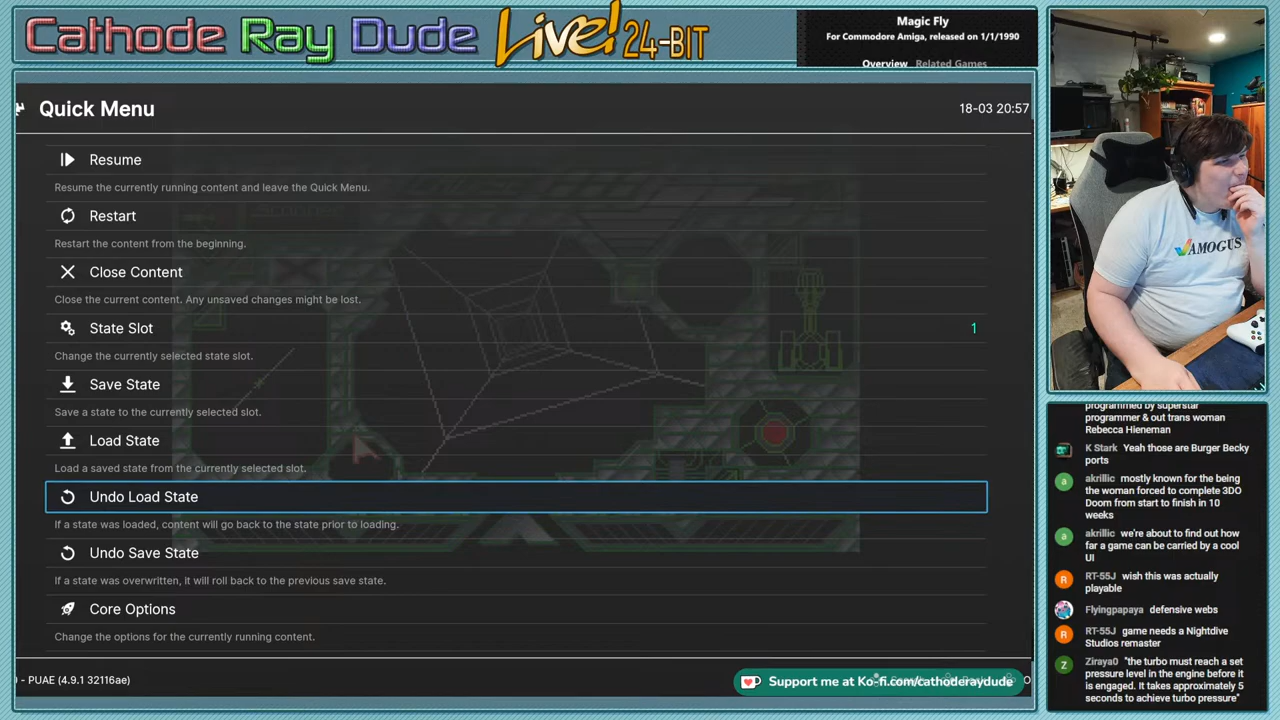 Cathode Ray Dude Live! 24-BIT
Magic Fly
For Commodore Amiga, released on 1/1/1990
Overview Related Games
Quick Menu
18-03 20:57
Resume
Resume the currently running content and leave the Quick Menu.
Restart
Restart the content from the beginning.
Close Content
Close the current content. Any unsaved changes might be lost.
State Slot
1
Change the currently selected state slot.
Save State
Save a state to the currently selected slot.
Load State
Load a saved state from the currently selected slot.
Undo Load State
If a state was loaded, content will go back to the state prior to loading.
Undo Save State
If a state was overwritten, it will roll back to the previous save state.
Core Options
Change the options for the currently running content.
- PUAE (4.9.1 32116ae)
Support me at Ko-fi.com/cathoderaydude
AMOGUS
programmed by superstar
programmer & out trans woman
Rebecca Hieneman
K Stark Yeah those are Burger Becky
ports
akrillic mostly known for the being
the woman forced to complete 3DO
Doom from start to finish in 10
weeks
akrillic we're about to find out how
far a game can be carried by a cool
UI
RT-55J wish this was actually
playable
Flyingpapaya defensive webs
RT-55J game needs a Nightdive
Studios remaster
Ziraya0 "the turbo must reach a set
pressure level in the engine before it
is engaged. It takes approximately 5
seconds to achieve turbo pressure"